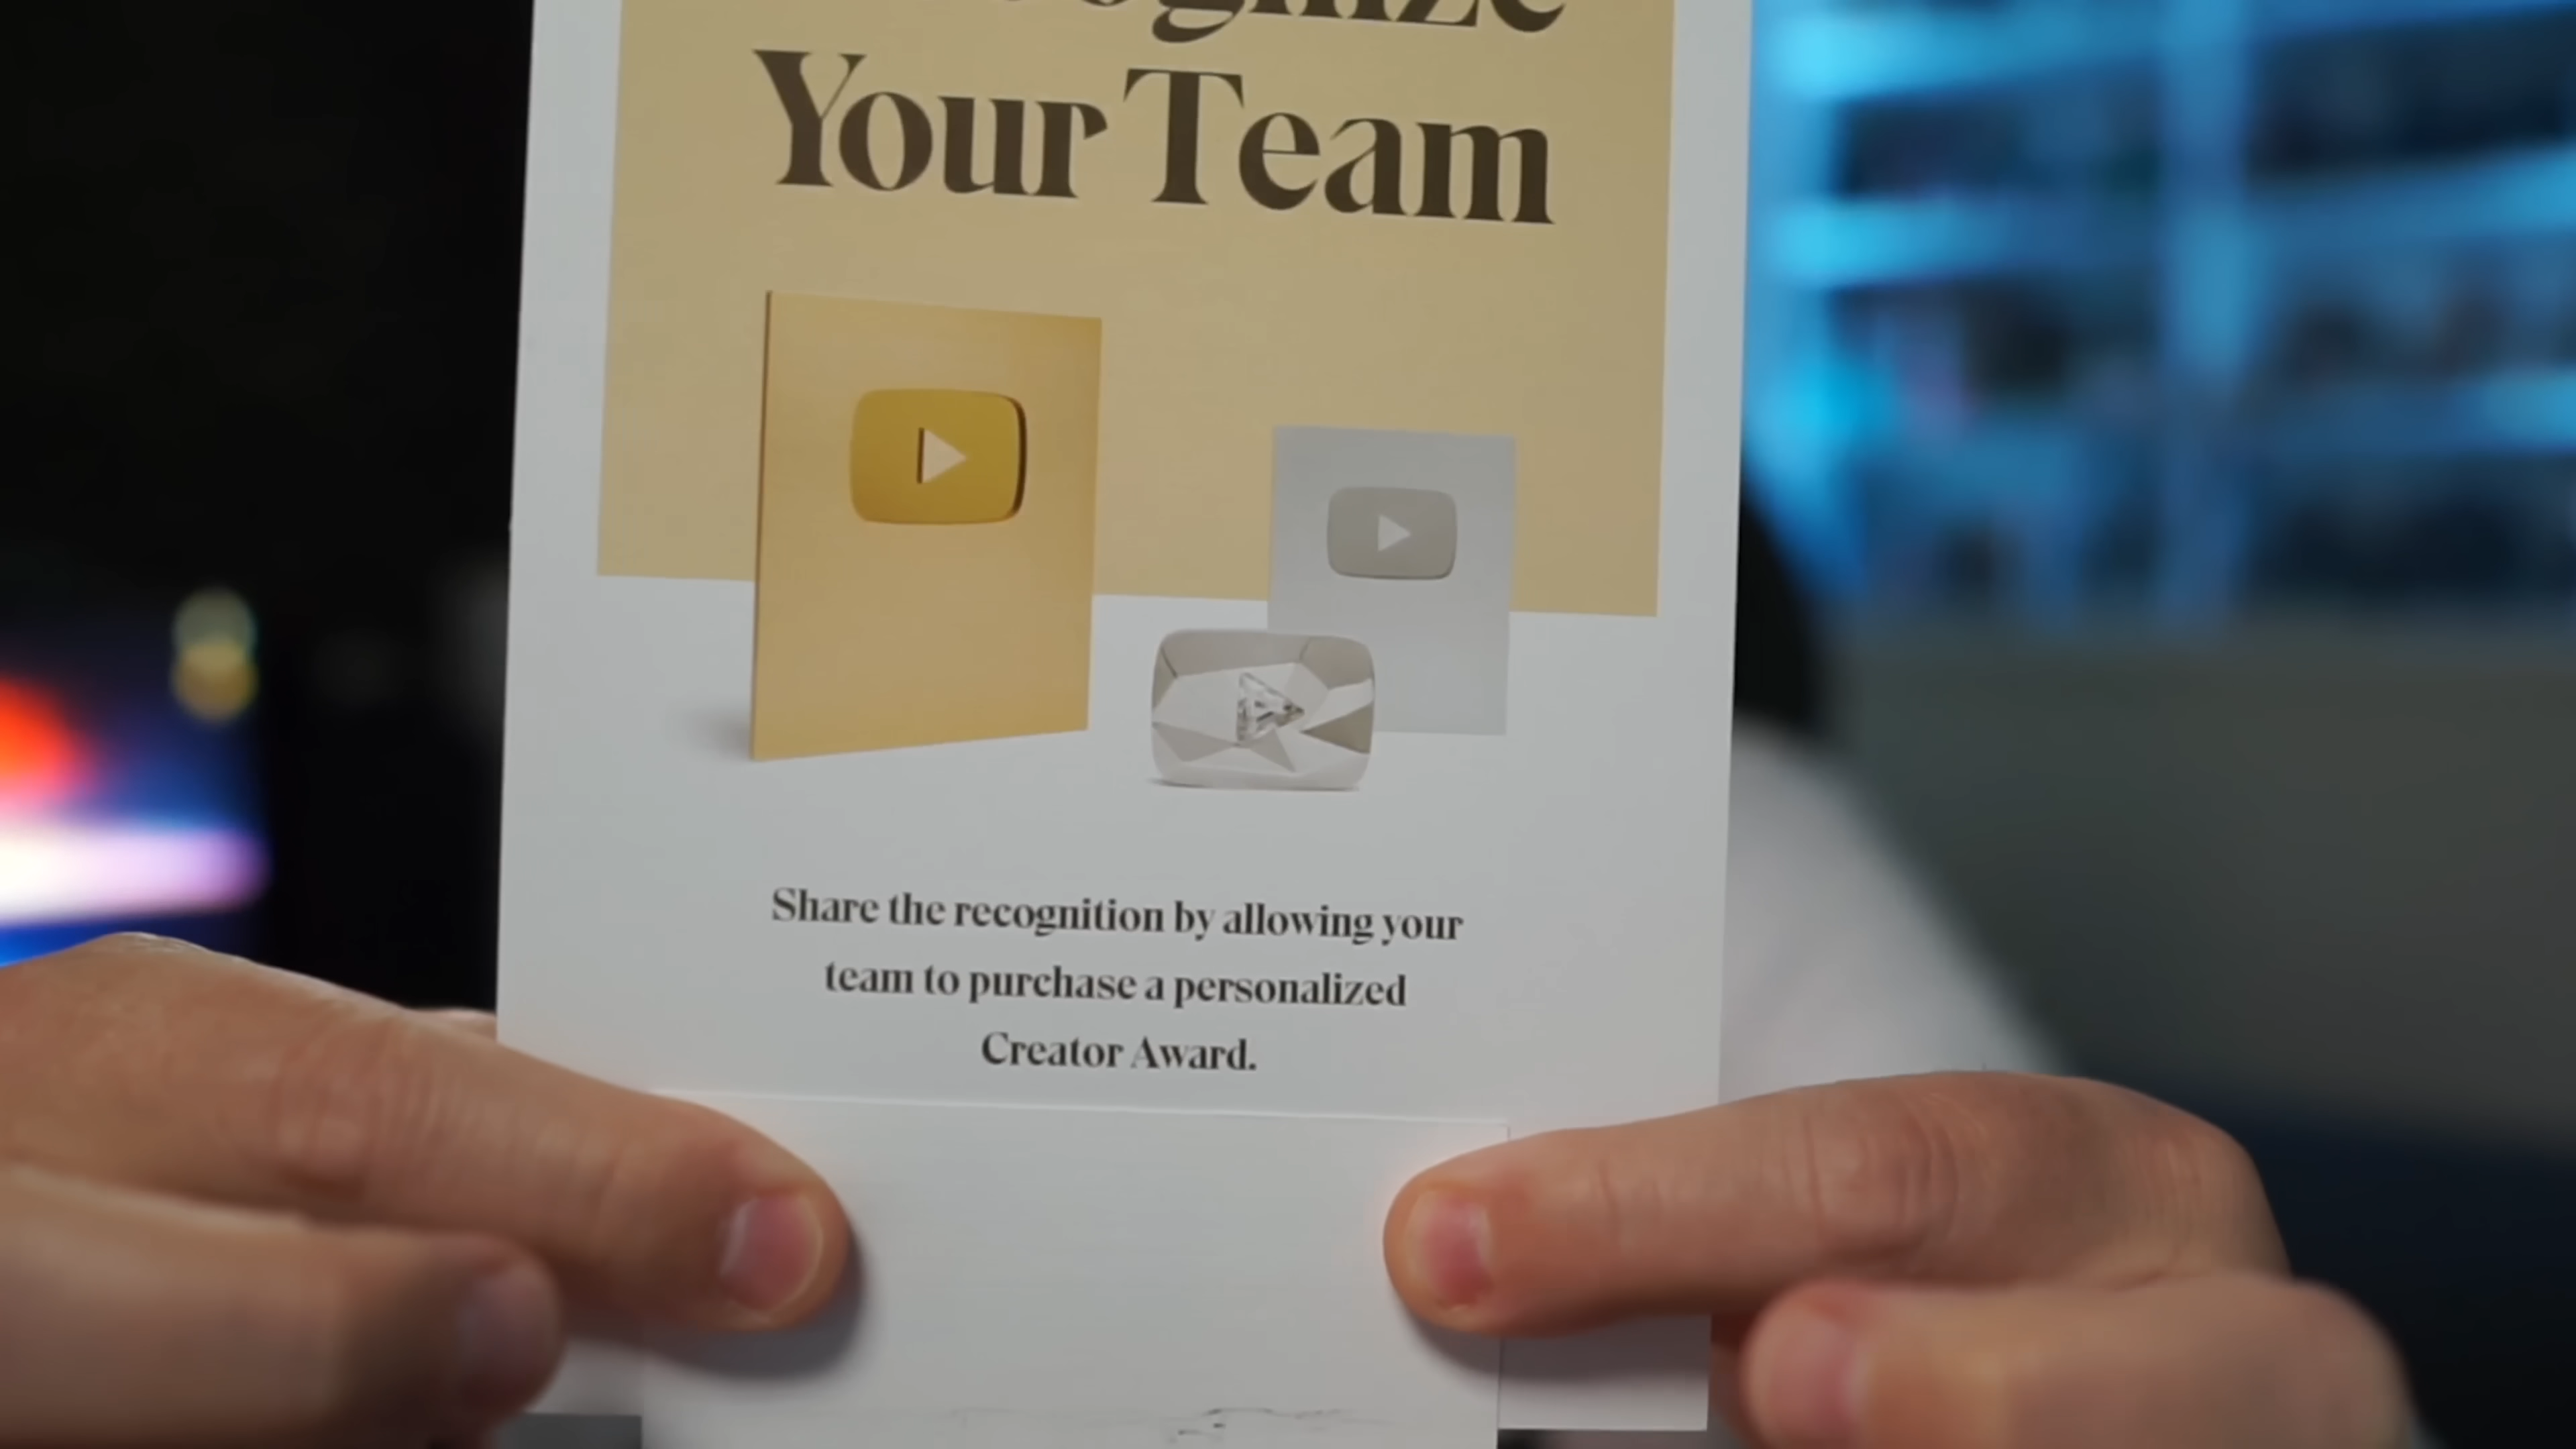 Your Team
Share the recognition by allowing your
team to purchase a personalized
Creator Award.